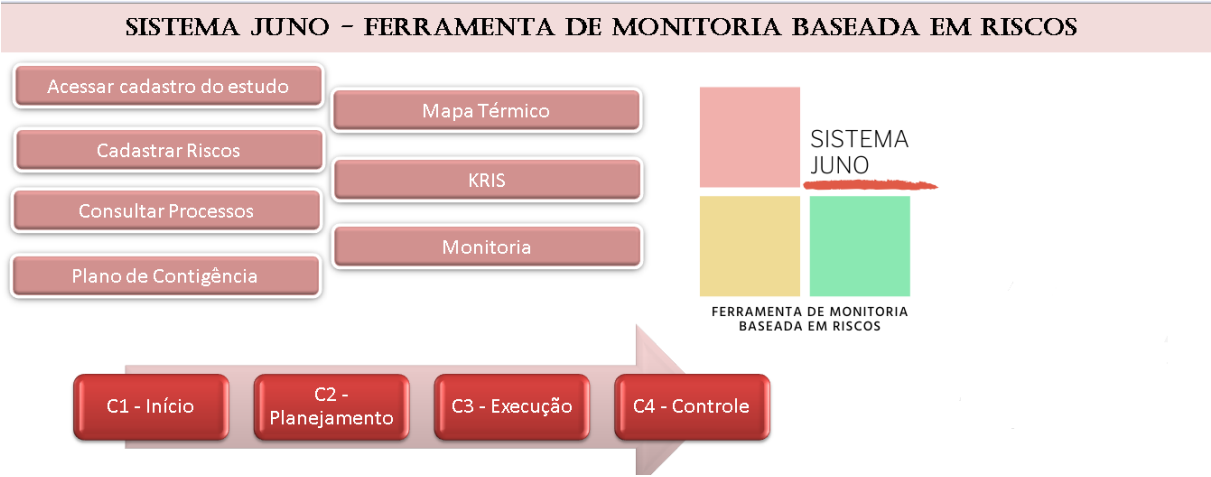 SISTEMA JUNO - FERRAMENTA DE MONITORIA BASEADA EM RISCOS
Acessar cadastro do estudo
Cadastrar Riscos
Consultar Processos
Plano de Contigência
Mapa Térmico
KRIS
Monitoria
SISTEMA
JUNO
FERRAMENTA DE MONITORIA
BASEADA EM RISCOS
C1 - Início
C2 -
Planejamento
C3 - Execução
C4 - Controle